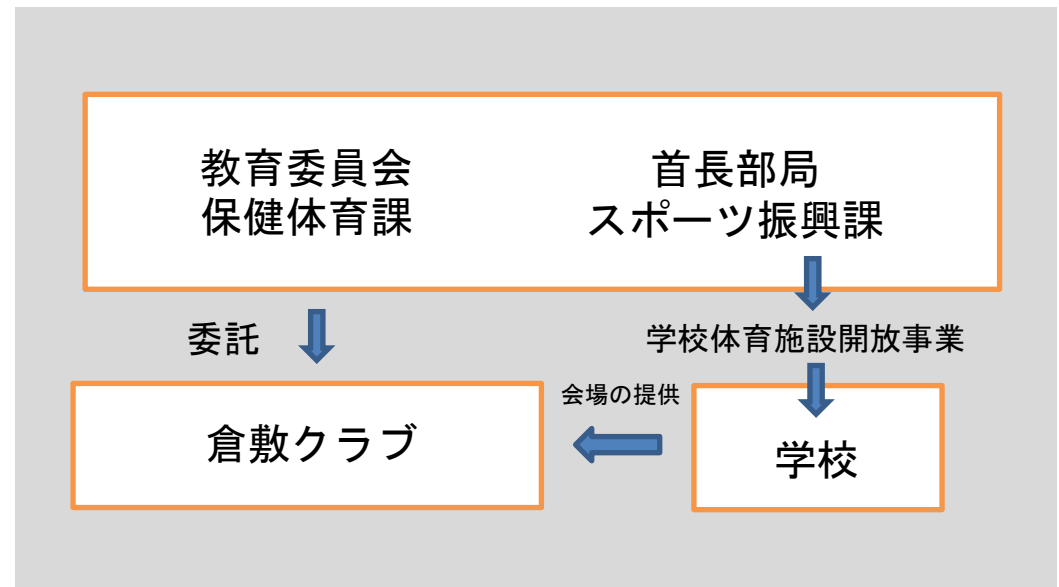 教育委員会
保健体育課
首長部局
スポーツ振興課
委託
学校体育施設開放事業
会場の提供
倉敷クラブ
学校